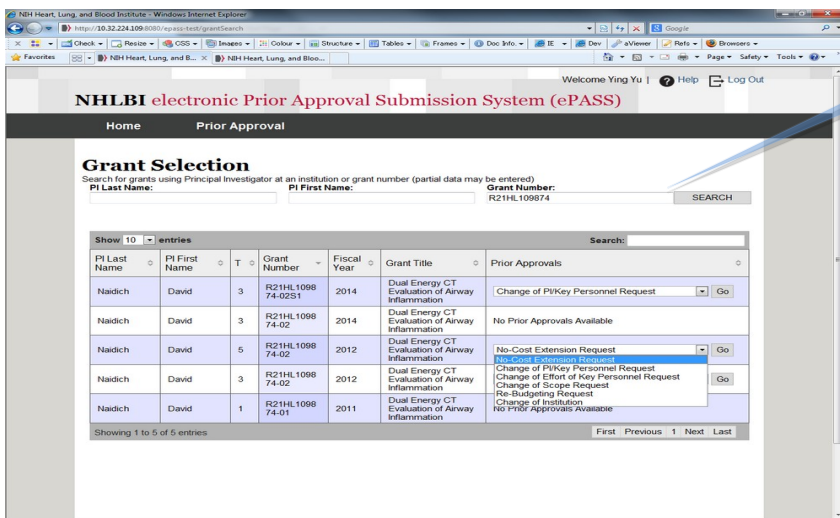 NIH Heart, Lung, and Blood Institute - Windows Internet Explorer
http://10.32.224.109:8080/epass-test/grantSearch
Google
Check Resize CSS Images Colour Structure Tables Frames Doc Info. IE Dev aViewer Refs Browsers
Favorites NIH Heart, Lung, and B... NIH Heart, Lung, and Bloo... Page Safety Tools
Welcome Ying Yu | Help Log Out
NHLBI electronic Prior Approval Submission System (ePASS)
Home Prior Approval
Grant Selection
Search for grants using Principal Investigator at an institution or grant number (partial data may be entered)
PI Last Name: PI First Name: Grant Number:
R21HL109874 SEARCH
Show 10 entries Search:
PI Last Name PI First Name T Grant Number Fiscal Year Grant Title Prior Approvals
Naidich David 3 R21HL109874-02S1 2014 Dual Energy CT Evaluation of Airway Inflammation Change of PI/Key Personnel Request Go
Naidich David 3 R21HL109874-02 2014 Dual Energy CT Evaluation of Airway Inflammation No Prior Approvals Available
Naidich David 5 R21HL109874-02 2012 Dual Energy CT Evaluation of Airway Inflammation No-Cost Extension Request Go
No-Cost Extension Request
Change of PI/Key Personnel Request
Change of Effort of Key Personnel Request
Change of Scope Request
Re-Budgeting Request
Change of Institution
Naidich David 3 R21HL109874-02 2012 Dual Energy CT Evaluation of Airway Inflammation Go
Naidich David 1 R21HL109874-01 2011 Dual Energy CT Evaluation of Airway Inflammation No Prior Approvals Available
Showing 1 to 5 of 5 entries First Previous 1 Next Last